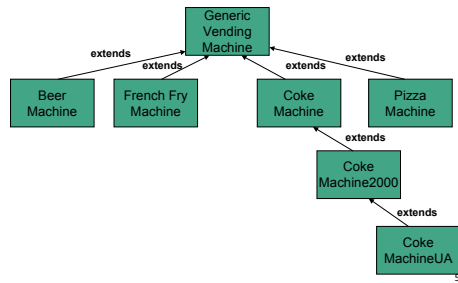 Generic
Vending
Machine
extends
extends
extends
extends
Beer
Machine
French Fry
Machine
Coke
Machine
Pizza
Machine
extends
Coke
Machine2000
extends
Coke
MachineUA